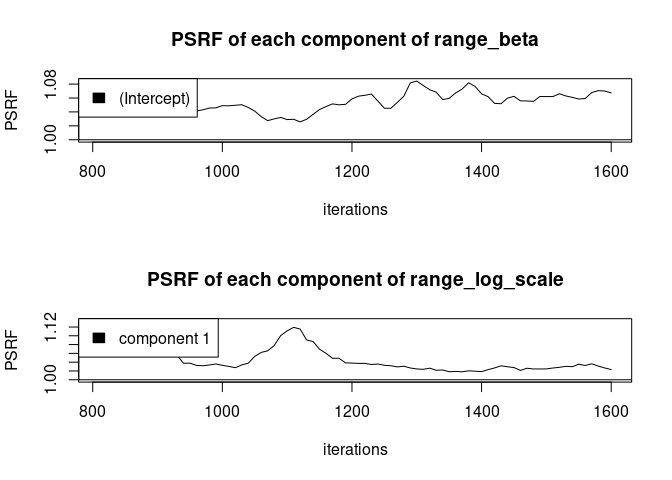 PSRF of each component of range_beta
PSRF
1.08
1.00
(Intercept)
800 1000 1200 1400 1600
iterations
PSRF of each component of range_log_scale
PSRF
1.12
1.00
component 1
800 1000 1200 1400 1600
iterations